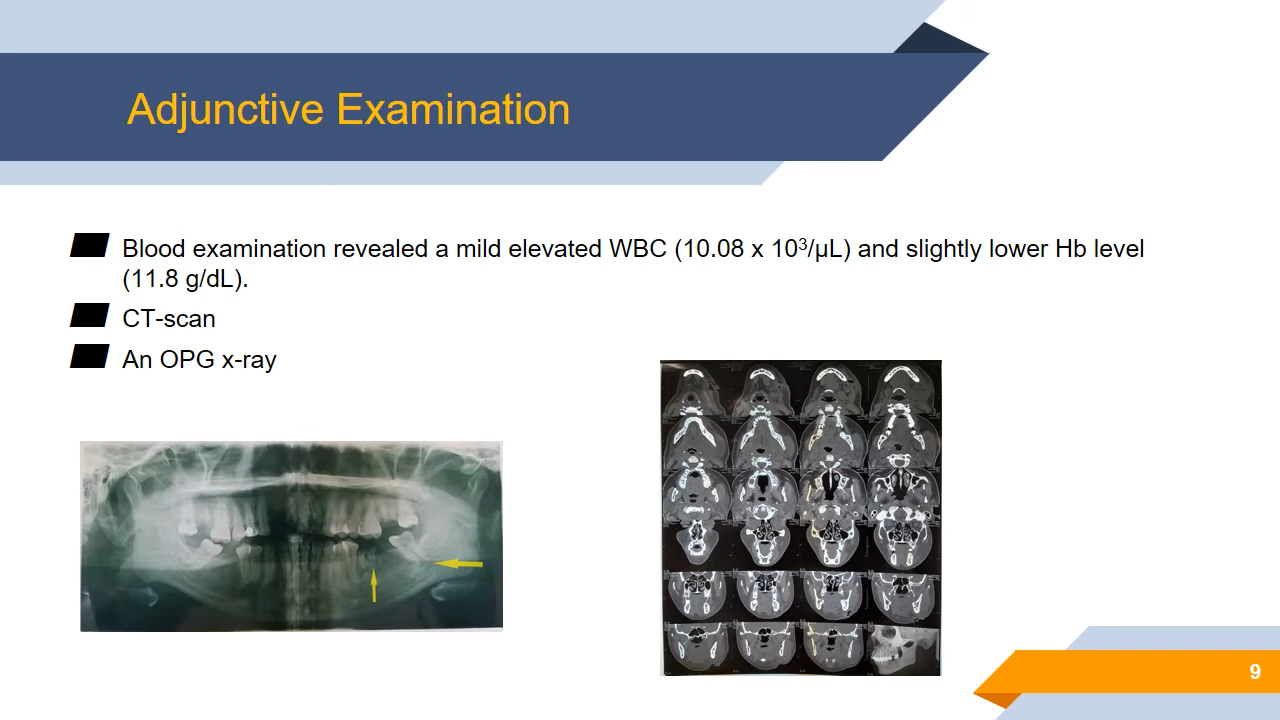 Adjunctive Examination
Blood examination revealed a mild elevated WBC (10.08 x 10³/µL) and slightly lower Hb level
(11.8 g/dL).
CT-scan
An OPG x-ray
9